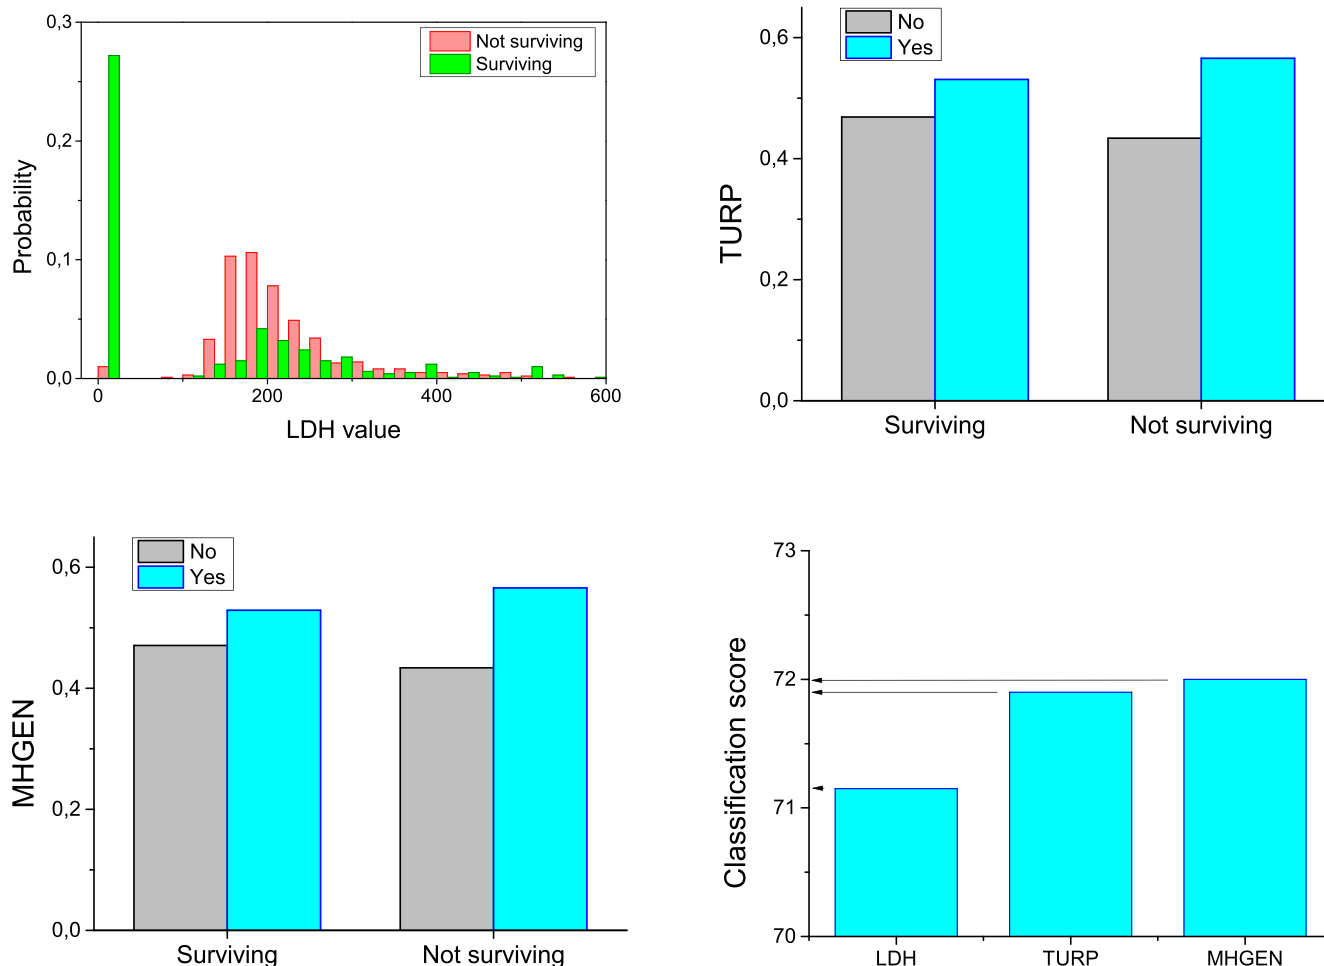 0,3
0,2
0,1
0,0
0
200
400
600
Probability
LDH value
Not surviving
Surviving
0,6
0,4
0,2
0,0
TURP
No
Yes
Surviving
Not surviving
0,6
0,4
0,2
0,0
MHGEN
No
Yes
Surviving
Not surviving
73
72
71
70
Classification score
LDH
TURP
MHGEN